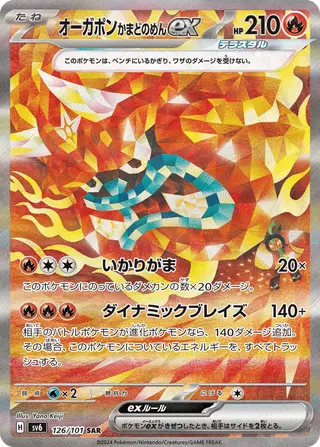 たね
オーガポン かまどのめんex HP210
テラスタル
このポケモンは、ベンチにいるかぎり、ワザのダメージを受けない。
いかりがま 20×
このポケモンにのっているダメカンの数×20ダメージ。
ダイナミックブレイズ 140+
相手のバトルポケモンが進化ポケモンなら、140ダメージ追加。
その場合、このポケモンについているエネルギーを、すべてトラッシュする。
弱点 ×2 抵抗力 にげる
Illus. Yano Keiji
H sv6 126/101 SAR
exルール
ポケモンexがきぜつしたとき、相手はサイドを2枚とる。
©2024 Pokémon/Nintendo/Creatures/GAME FREAK.